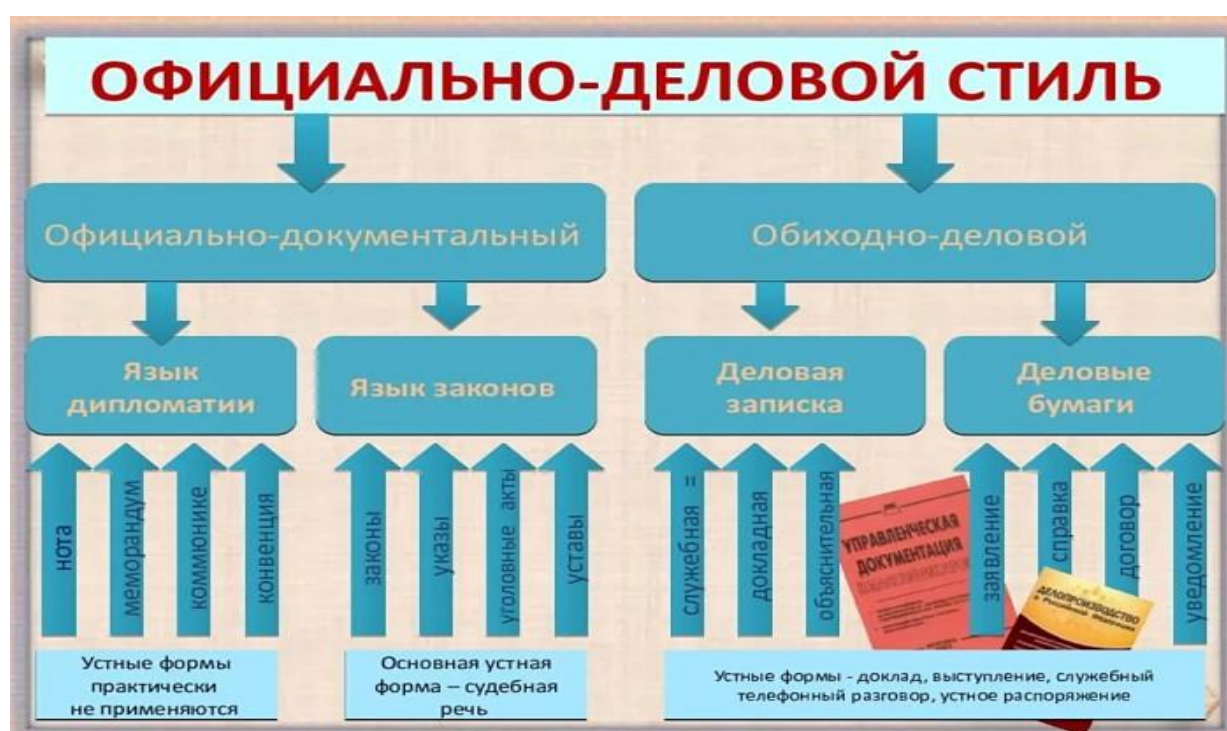 ОФИЦИАЛЬНО-ДЕЛОВОЙ СТИЛЬ
Официально-документальный
Обиходно-деловой
Язык
дипломатии
Язык законов
Деловая
записка
Деловые
бумаги
нота
меморандум
коммюнике
конвенция
законы
указы
уголовные акты
уставы
служебная =
докладная
объяснительная
заявление
справка
договор
уведомление
УПРАВЛЕНЧЕСКАЯ
ДОКУМЕНТАЦИЯ
ДЕЛОПРОИЗВОДСТВО
в Российской Федерации
Устные формы
практически
не применяются
Основная устная
форма – судебная
речь
Устные формы - доклад, выступление, служебный
телефонный разговор, устное распоряжение